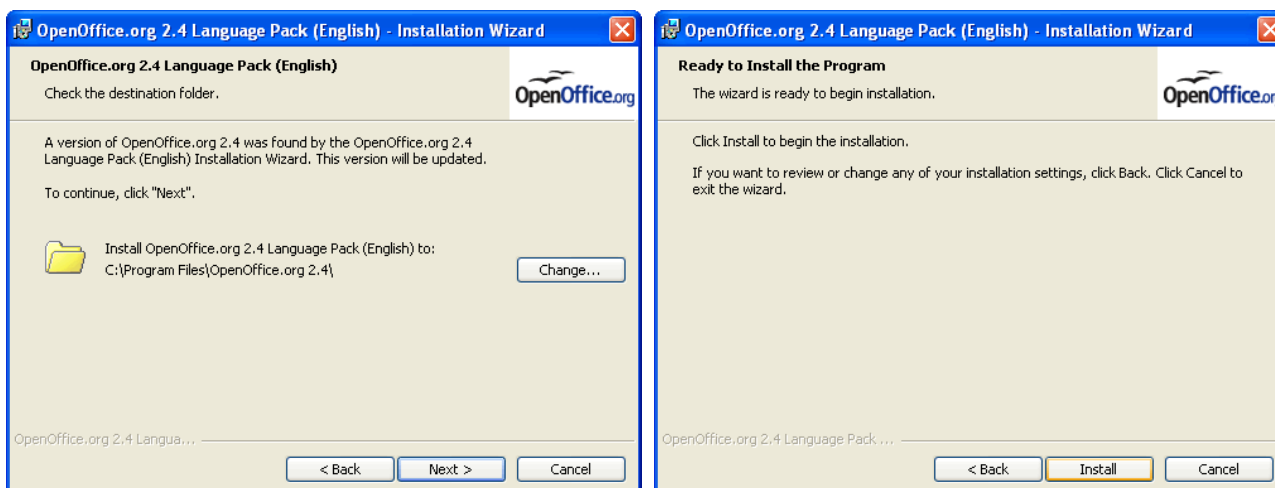 OpenOffice.org 2.4 Language Pack (English) - Installation Wizard
OpenOffice.org 2.4 Language Pack (English)
Check the destination folder.
OpenOffice.org
A version of OpenOffice.org 2.4 was found by the OpenOffice.org 2.4
Language Pack (English) Installation Wizard. This version will be updated.
To continue, click "Next".
Install OpenOffice.org 2.4 Language Pack (English) to:
C:\Program Files\OpenOffice.org 2.4\
Change...
OpenOffice.org 2.4 Langua...
< Back
Next >
Cancel
OpenOffice.org 2.4 Language Pack (English) - Installation Wizard
Ready to Install the Program
The wizard is ready to begin installation.
OpenOffice.or
Click Install to begin the installation.
If you want to review or change any of your installation settings, click Back. Click Cancel to
exit the wizard.
OpenOffice.org 2.4 Language Pack ...
< Back
Install
Cancel